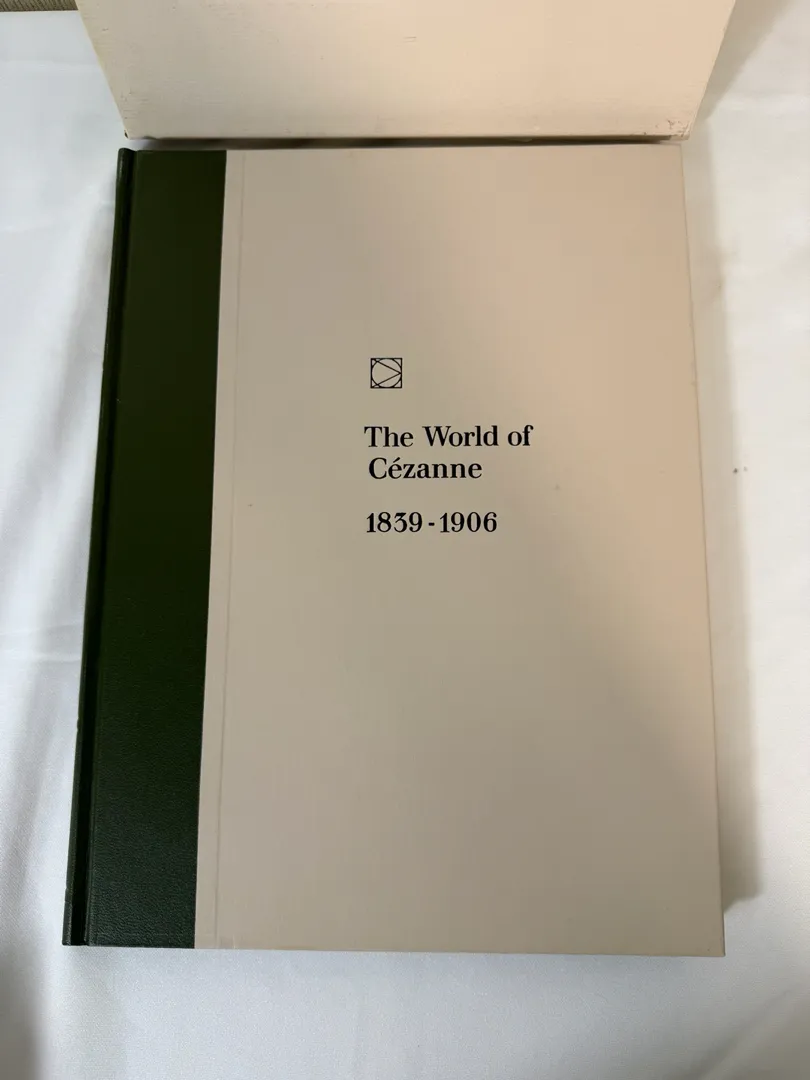 The World of
Cézanne
1839-1906